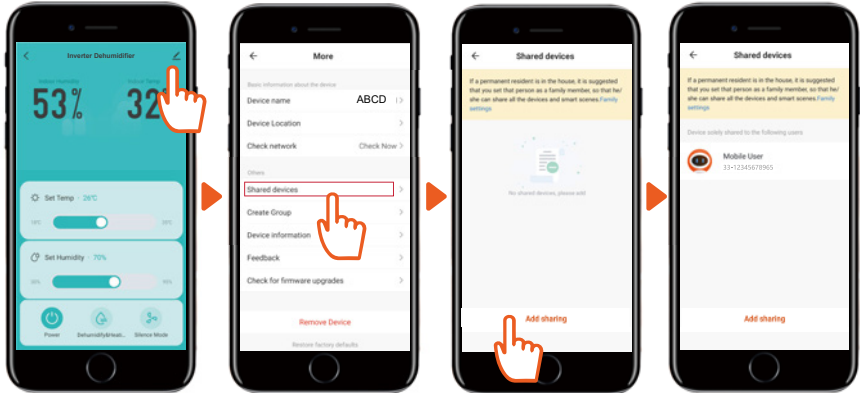 Inverter Dehumidifier
Indoor Humidity
Indoor Temp
53%
32
Set Temp · 26℃
Set Humidity · 70%
Power
Dehumidify&Heati...
Silence Mode
More
Basic information about the device
Device name
ABCD
Device Location
Check network
Check Now
Others
Shared devices
Create Group
Device information
Feedback
Check for firmware upgrades
Remove Device
Restore factory defaults
Shared devices
If a permanent resident is in the house, it is suggested
that you set that person as a family member, so that he/
she can share all the devices and smart scenes.Family
settings
No shared devices, please add
Add sharing
Shared devices
If a permanent resident is in the house, it is suggested
that you set that person as a family member, so that he/
she can share all the devices and smart scenes.Family
settings
Device solely shared to the following users
Mobile User
33-12345678965
Add sharing